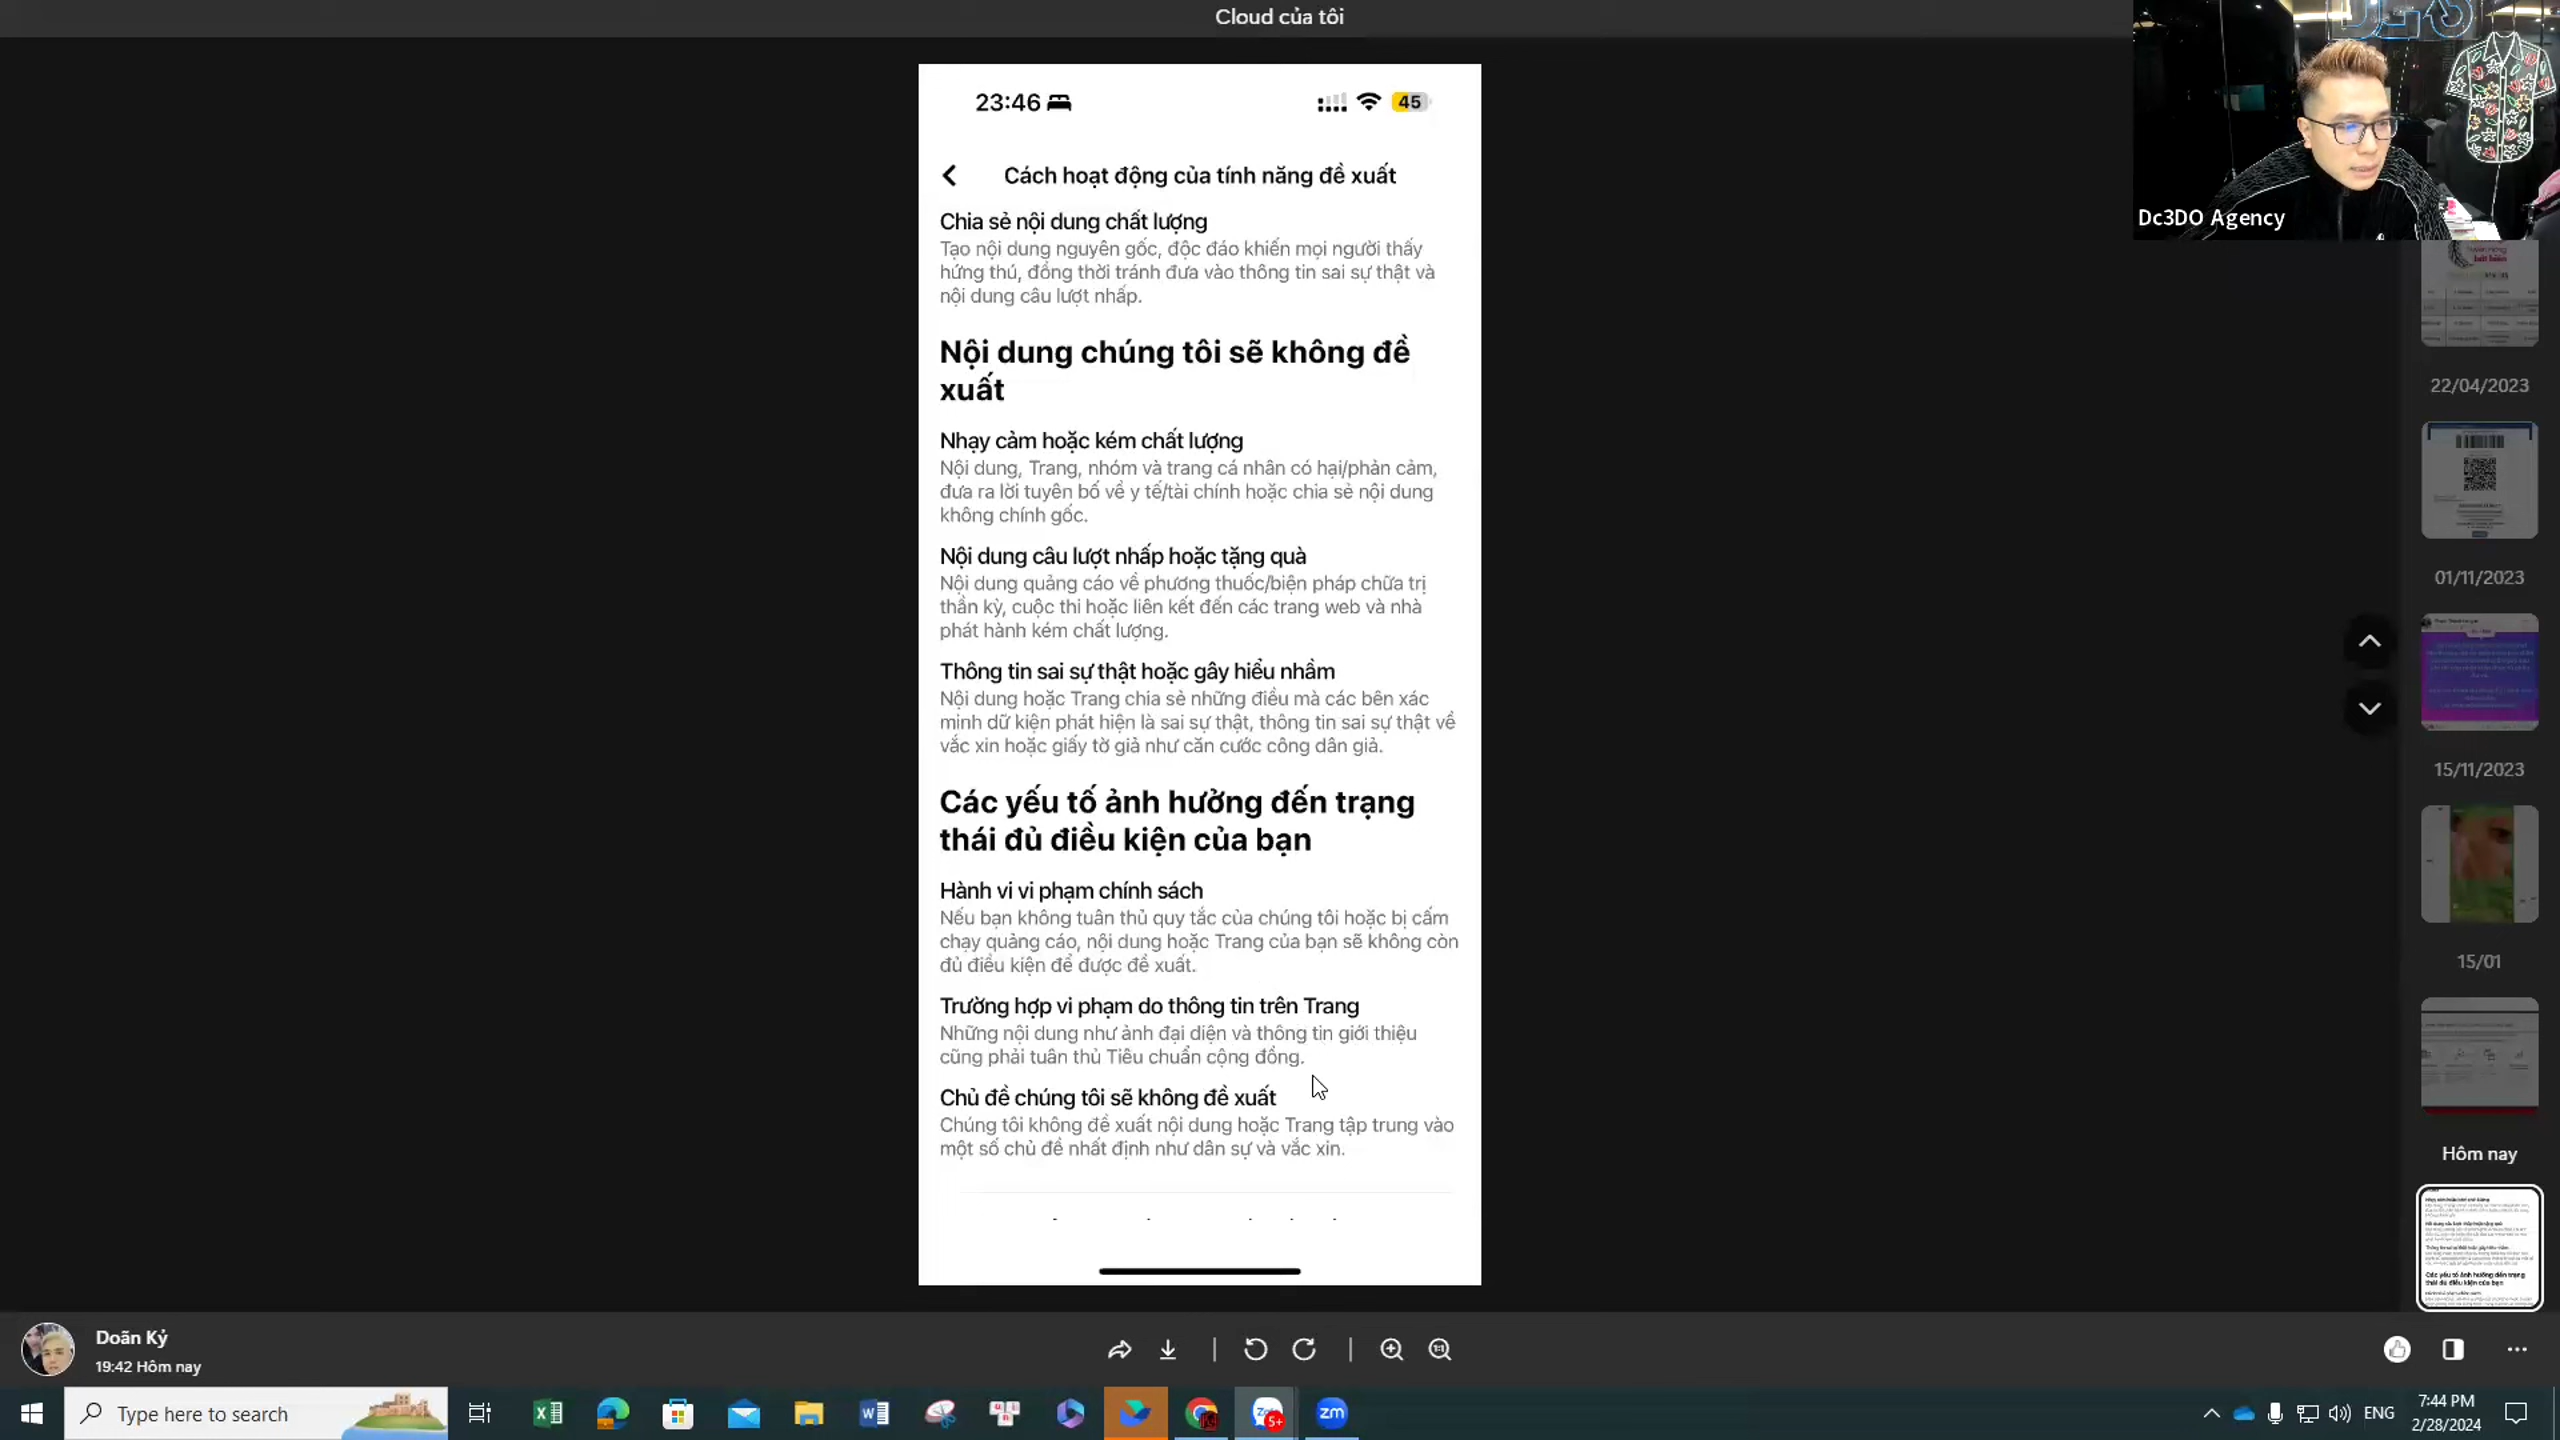 Cloud của tôi
23:46
45
Cách hoạt động của tính năng đề xuất
Chia sẻ nội dung chất lượng
Tạo nội dung nguyên gốc, độc đáo khiến mọi người thấy
hứng thú, đồng thời tránh đưa vào thông tin sai sự thật và
nội dung câu lượt nhấp.
Nội dung chúng tôi sẽ không đề
xuất
Nhạy cảm hoặc kém chất lượng
Nội dung, Trang, nhóm và trang cá nhân có hại/phản cảm,
đưa ra lời tuyên bố về y tế/tài chính hoặc chia sẻ nội dung
không chính gốc.
Nội dung câu lượt nhấp hoặc tặng quà
Nội dung quảng cáo về phương thuốc/biện pháp chữa trị
thần kỳ, cuộc thi hoặc liên kết đến các trang web và nhà
phát hành kém chất lượng.
Thông tin sai sự thật hoặc gây hiểu nhầm
Nội dung hoặc Trang chia sẻ những điều mà các bên xác
minh dữ kiện phát hiện là sai sự thật, thông tin sai sự thật về
vắc xin hoặc giấy tờ giả như căn cước công dân giả.
Các yếu tố ảnh hưởng đến trạng
thái đủ điều kiện của bạn
Hành vi vi phạm chính sách
Nếu bạn không tuân thủ quy tắc của chúng tôi hoặc bị cấm
chạy quảng cáo, nội dung hoặc Trang của bạn sẽ không còn
đủ điều kiện để được đề xuất.
Trường hợp vi phạm do thông tin trên Trang
Những nội dung như ảnh đại diện và thông tin giới thiệu
cũng phải tuân thủ Tiêu chuẩn cộng đồng.
Chủ đề chúng tôi sẽ không đề xuất
Chúng tôi không đề xuất nội dung hoặc Trang tập trung vào
một số chủ đề nhất định như dân sự và vắc xin.
Dc3DO Agency
22/04/2023
01/11/2023
15/11/2023
15/01
Hôm nay
Các yếu tố ảnh hưởng đến trạng
thái đủ điều kiện của bạn
Doãn Kỷ
19:42 Hôm nay
Type here to search
zm
5+
ENG
7:44 PM
2/28/2024